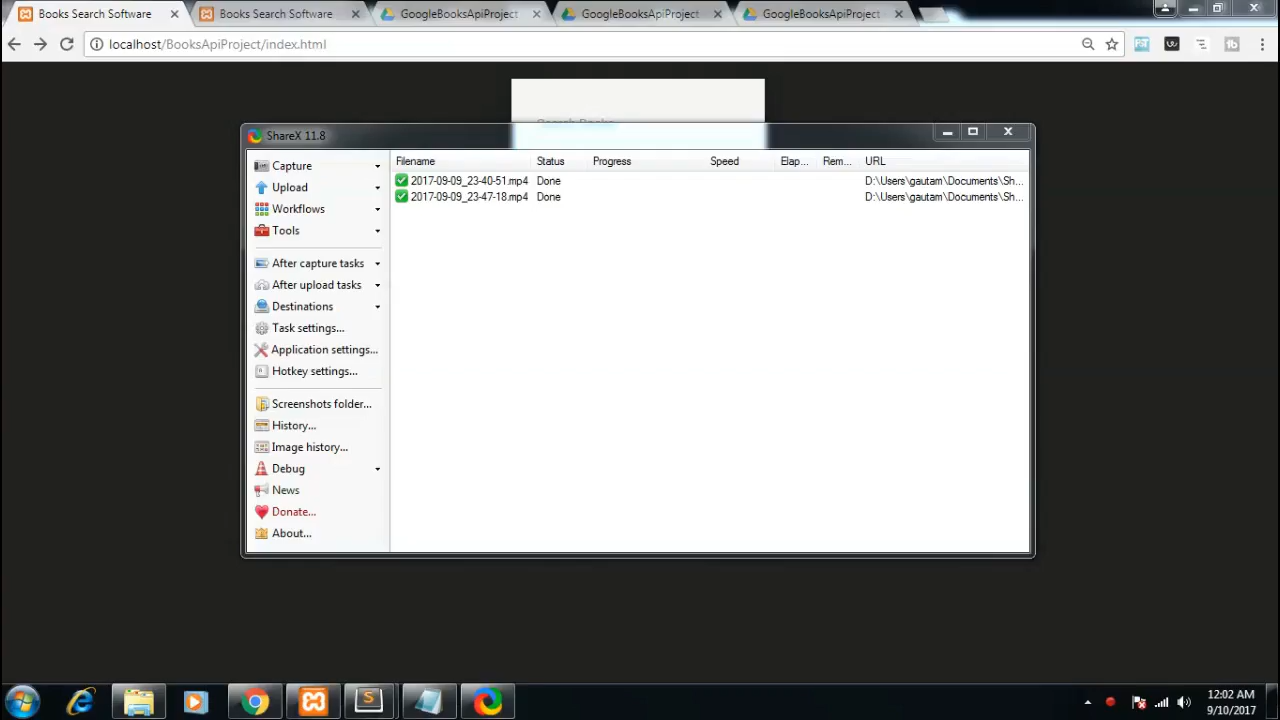 Books Search Software
Books Search Software
GoogleBooksApiProject
GoogleBooksApiProject
GoogleBooksApiProject
localhost/BooksApiProject/index.html
Search Books
ShareX 11.8
Capture
Upload
Workflows
Tools
After capture tasks
After upload tasks
Destinations
Task settings...
Application settings...
Hotkey settings...
Screenshots folder...
History...
Image history...
Debug
News
Donate...
About...
Filename Status Progress Speed Elap... Rem... URL
2017-09-09_23-40-51.mp4 Done D:\Users\gautam\Documents\Sh...
2017-09-09_23-47-18.mp4 Done D:\Users\gautam\Documents\Sh...
12:02 AM
9/10/2017